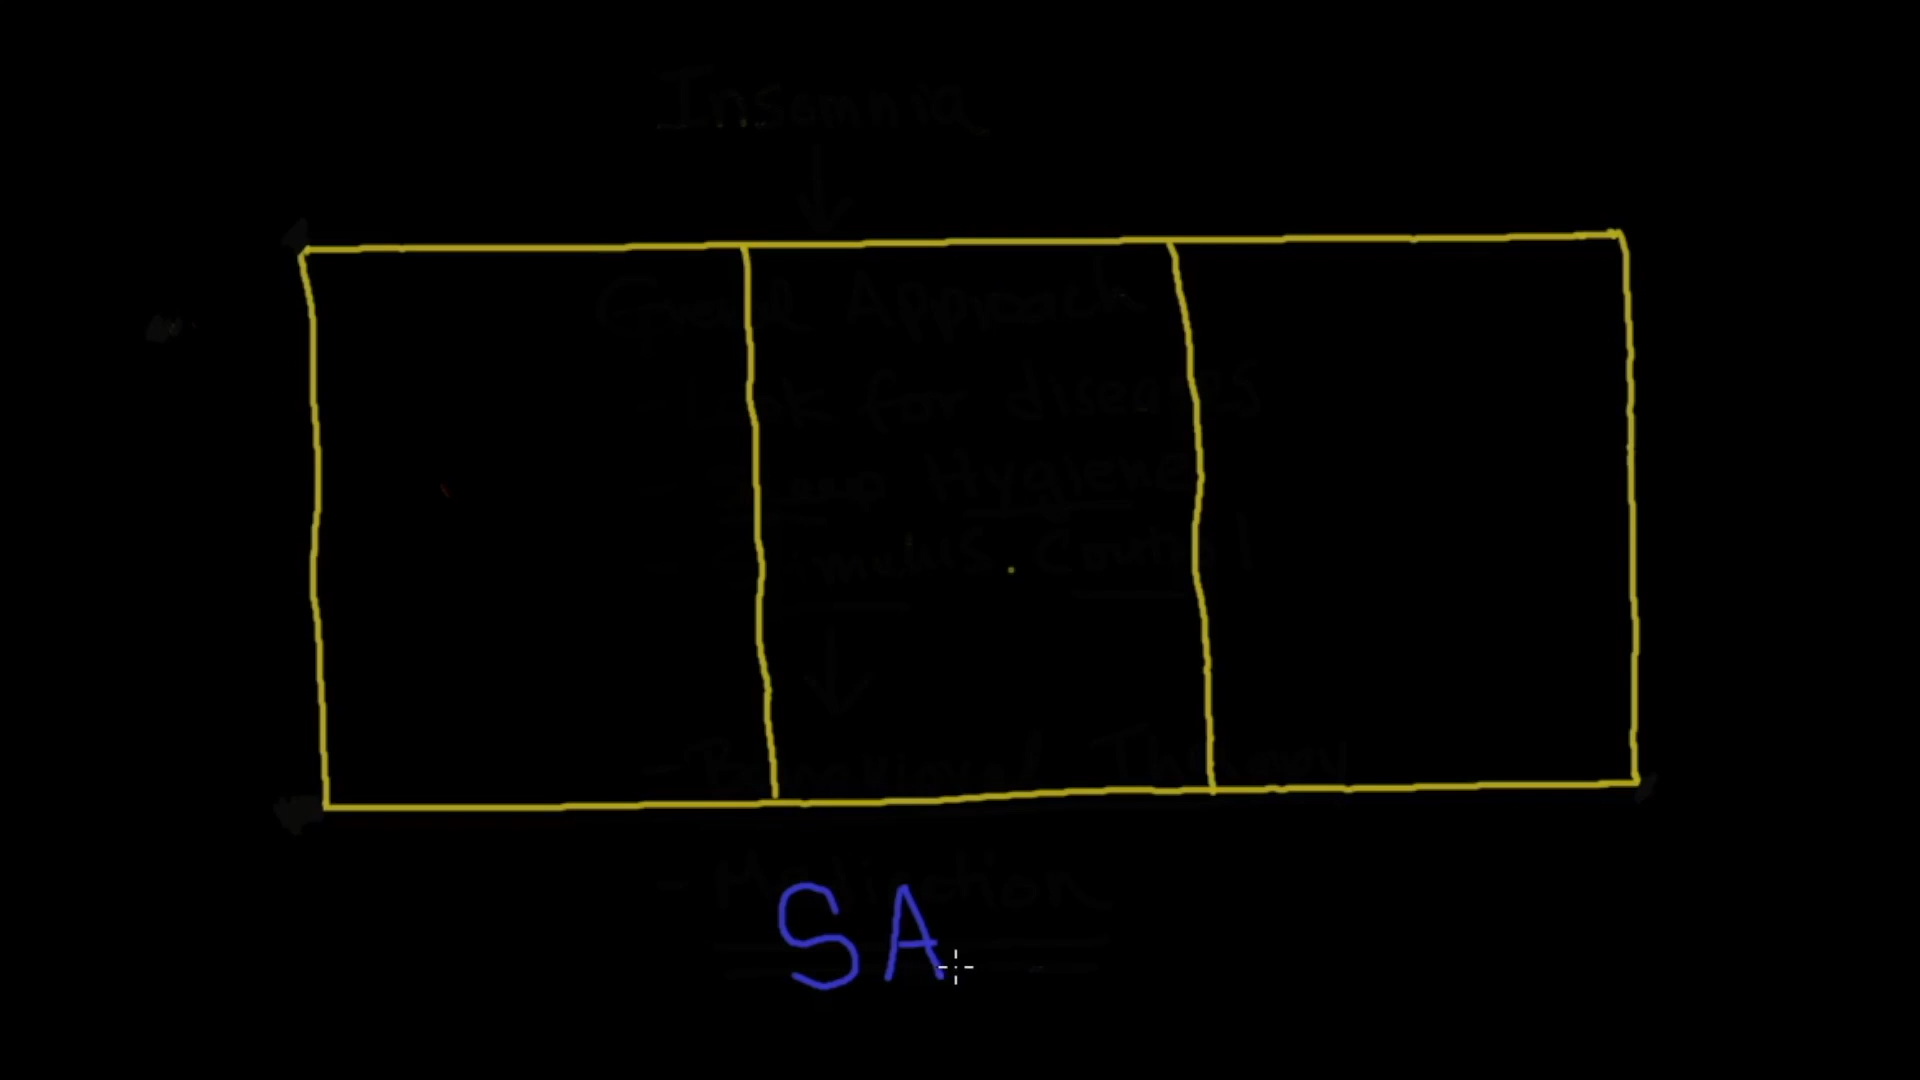 Insomnia
General Approach
- Look for diseases
- Sleep Hygiene
- Stimulus Control
- Behavioral Therapy
- Medication
SA